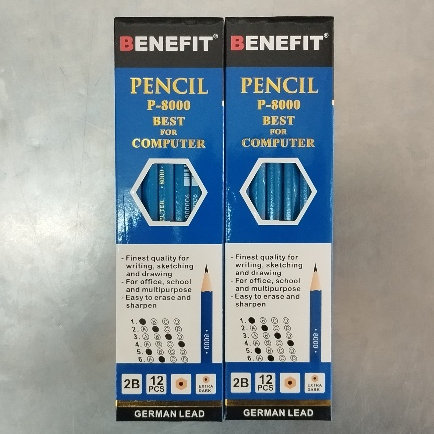 BENEFIT®
PENCIL
P-8000
BEST
FOR
COMPUTER
- Finest quality for
writing, sketching
and drawing
- For office, school
and multipurpose
- Easy to erase and
sharpen
2B
12
PCS
EXTRA
DARK
GERMAN LEAD
BENEFIT®
PENCIL
P-8000
BEST
FOR
COMPUTER
- Finest quality for
writing, sketching
and drawing
- For office, school
and multipurpose
- Easy to erase and
sharpen
2B
12
PCS
EXTRA
DARK
GERMAN LEAD